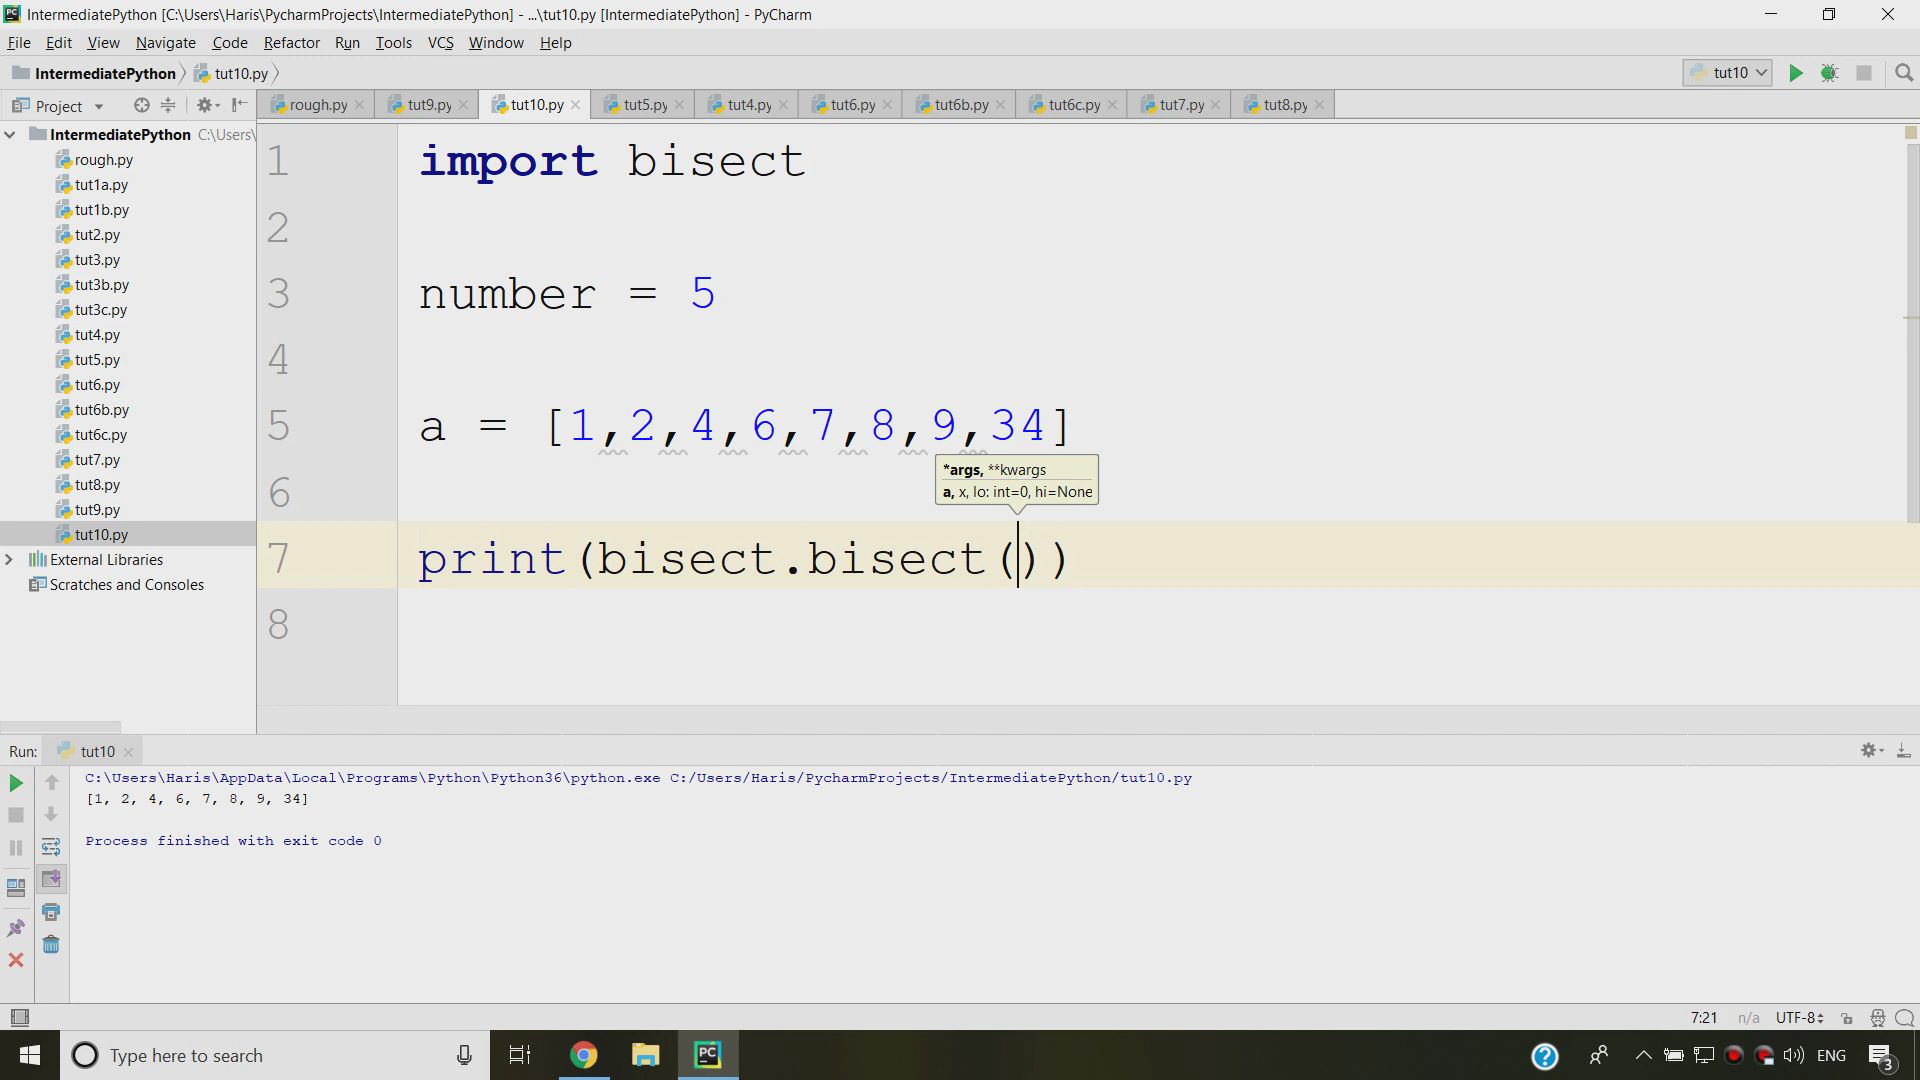 IntermediatePython [C:\Users\Haris\PycharmProjects\IntermediatePython] - ...\tut10.py [IntermediatePython] - PyCharm
File Edit View Navigate Code Refactor Run Tools VCS Window Help
IntermediatePython tut10.py tut10
Project rough.py tut9.py tut10.py tut5.py tut4.py tut6.py tut6b.py tut6c.py tut7.py tut8.py
IntermediatePython C:\Users\
rough.py
tut1a.py
tut1b.py
tut2.py
tut3.py
tut3b.py
tut3c.py
tut4.py
tut5.py
tut6.py
tut6b.py
tut6c.py
tut7.py
tut8.py
tut9.py
tut10.py
External Libraries
Scratches and Consoles
1 import bisect
2
3 number = 5
4
5 a = [1,2,4,6,7,8,9,34]
*args, **kwargs
a, x, lo: int=0, hi=None
6
7 print(bisect.bisect())
8
Run: tut10
C:\Users\Haris\AppData\Local\Programs\Python\Python36\python.exe C:/Users/Haris/PycharmProjects/IntermediatePython/tut10.py
[1, 2, 4, 6, 7, 8, 9, 34]
Process finished with exit code 0
7:21 n/a UTF-8
Type here to search PC ENG 3